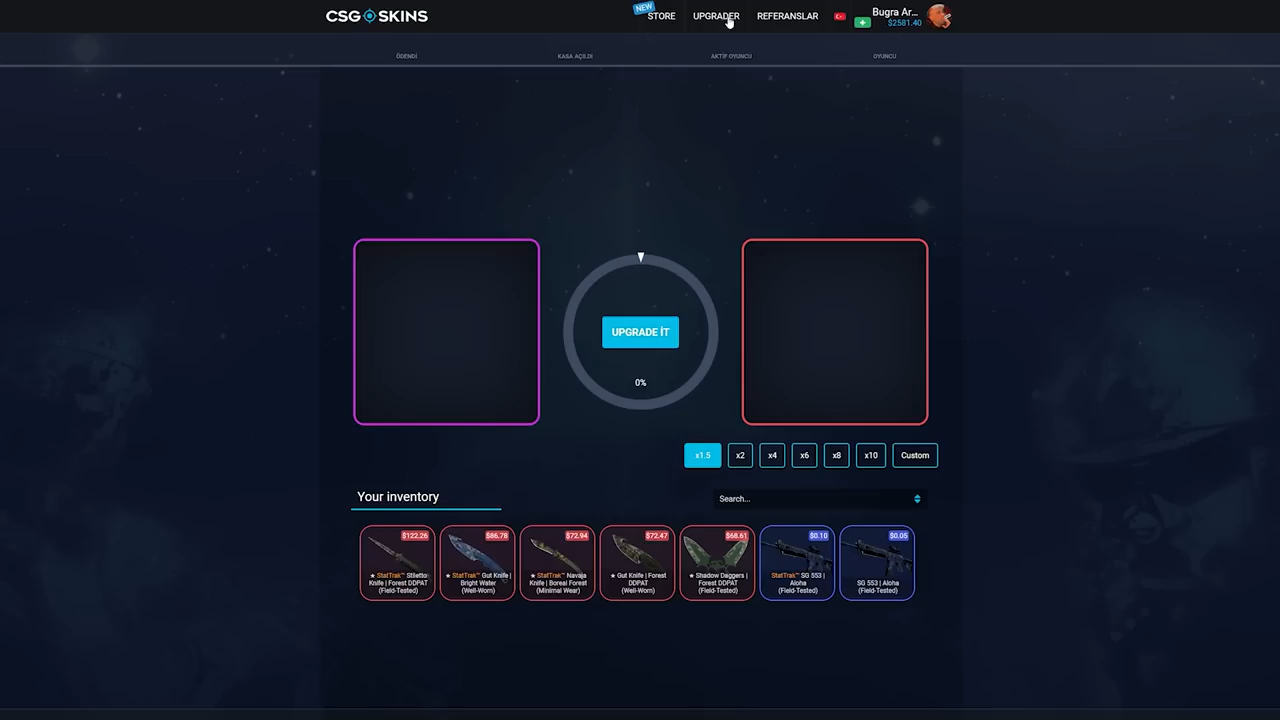 CSGOSKINS
NEW
STORE
UPGRADER
REFERANSLAR
Bugra Ar...
$2581.40
ÖDENDİ
KASA AÇILDI
AKTİF OYUNCU
OYUNCU
UPGRADE İT
0%
x1.5
x2
x4
x6
x8
x10
Custom
Your inventory
Search...
$122.26
★ StatTrak™ Stiletto
Knife | Forest DDPAT
(Field-Tested)
$86.78
★ StatTrak™ Gut Knife |
Bright Water
(Well-Worn)
$72.94
★ StatTrak™ Navaja
Knife | Boreal Forest
(Minimal Wear)
$72.47
★ Gut Knife | Forest
DDPAT
(Well-Worn)
$68.61
★ Shadow Daggers |
Forest DDPAT
(Field-Tested)
$0.10
StatTrak™ SG 553 |
Aloha
(Field-Tested)
$0.05
SG 553 | Aloha
(Field-Tested)